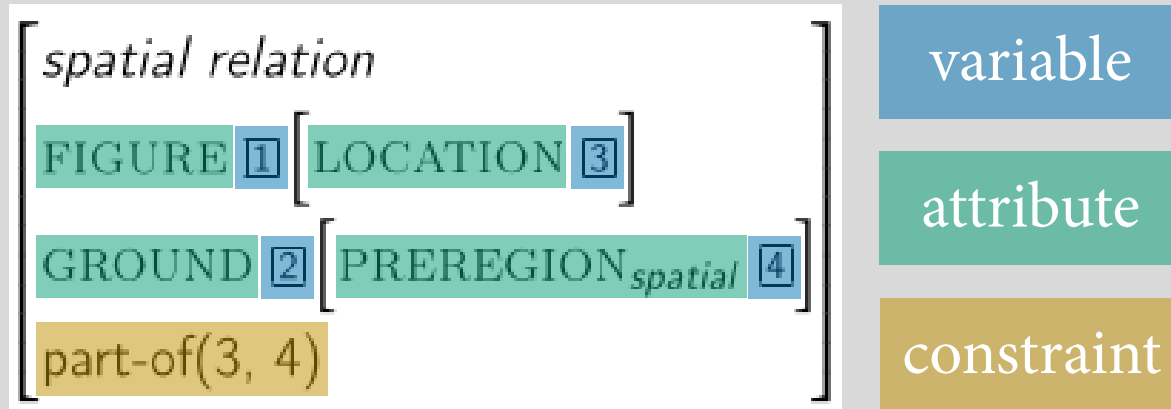 spatial relation
FIGURE 1 [LOCATION 3]
GROUND 2 [PREREGION spatial 4]
part-of(3, 4)
variable
attribute
constraint